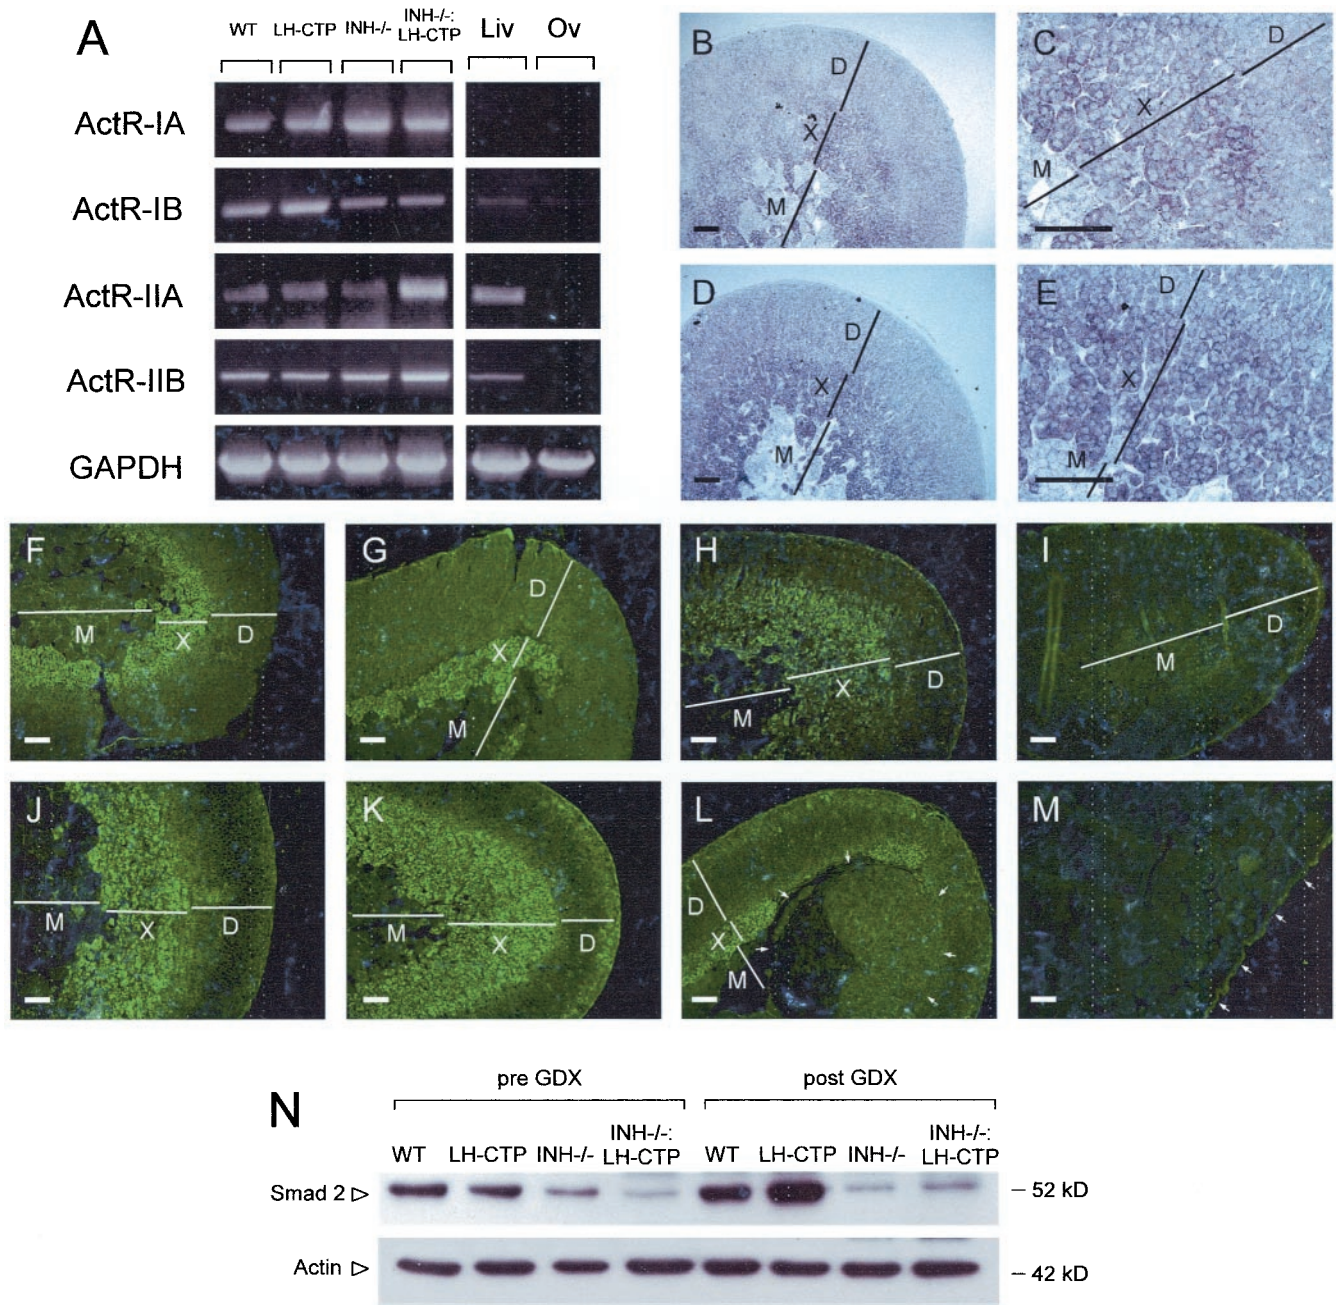 A
WT LH-CTP INH-/- INH-/-: LH-CTP Liv Ov
ActR-IA
ActR-IB
ActR-IIA
ActR-IIB
GAPDH
B
D
X
M
C
D
X
M
D
D
X
M
E
D
X
M
F
M X D
G
D
X
M
H
M X D
I
M D
J
M X D
K
M X D
L
D
X
M
M
N
pre GDX post GDX
WT LH-CTP INH-/- INH-/-: LH-CTP WT LH-CTP INH-/- INH-/-: LH-CTP
Smad 2 52 kD
Actin 42 kD